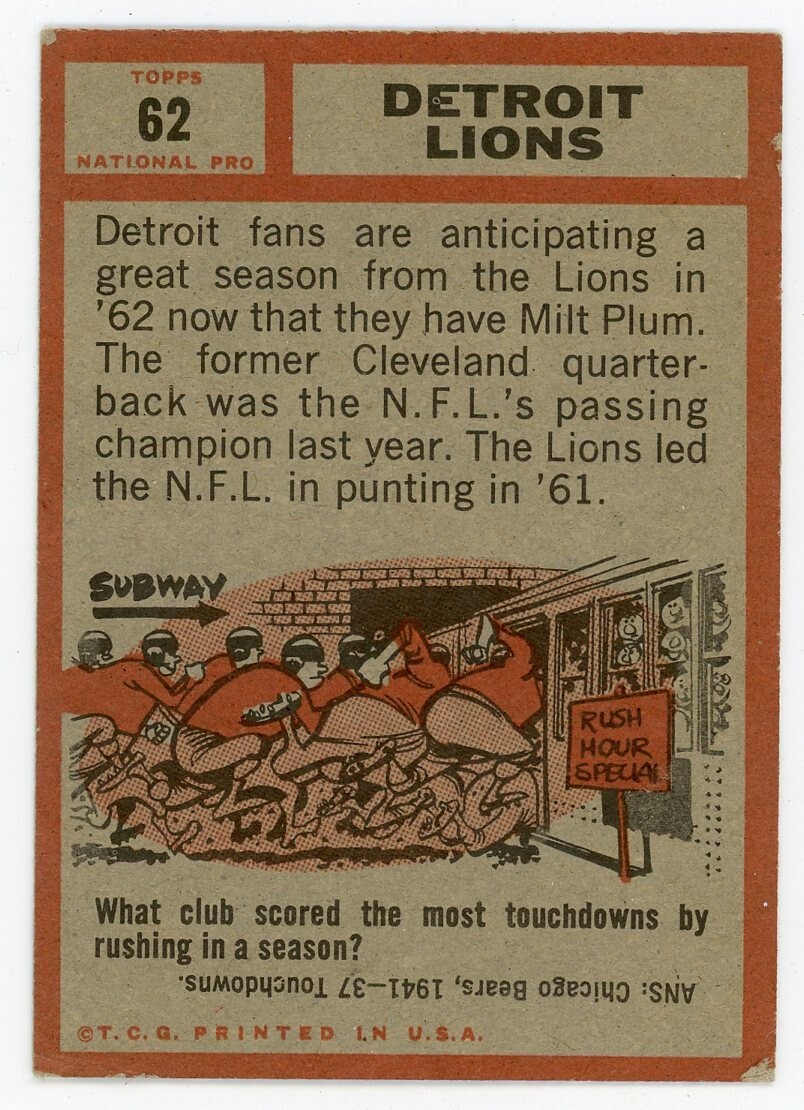 TOPPS
62
NATIONAL PRO
DETROIT
LIONS
Detroit fans are anticipating a
great season from the Lions in
'62 now that they have Milt Plum.
The former Cleveland quarter-
back was the N.F.L.'s passing
champion last year. The Lions led
the N.F.L. in punting in '61.
SUBWAY
RUSH
HOUR
SPECIAL
What club scored the most touchdowns by
rushing in a season?
ANS: Chicago Bears, 1941—37 Touchdowns.
©T.C.G. PRINTED IN U.S.A.